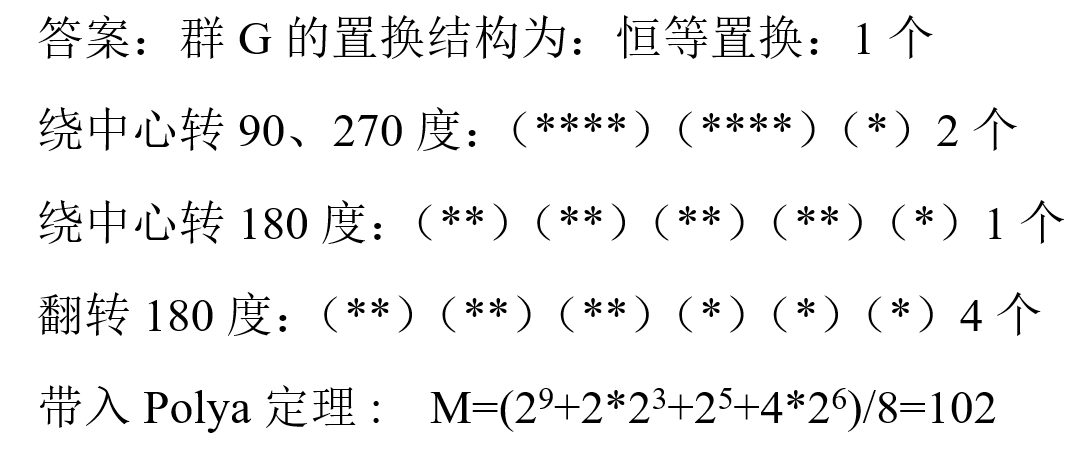 答案：群 G 的置换结构为：恒等置换：1 个
绕中心转 90、270 度：（****）（****）（*）2 个
绕中心转 180 度：（**）（**）（**）（**）（*）1 个
翻转 180 度：（**）（**）（**）（*）（*）（*）4 个
带入 Polya 定理： M=(2⁹+2*2³+2⁵+4*2⁶)/8=102